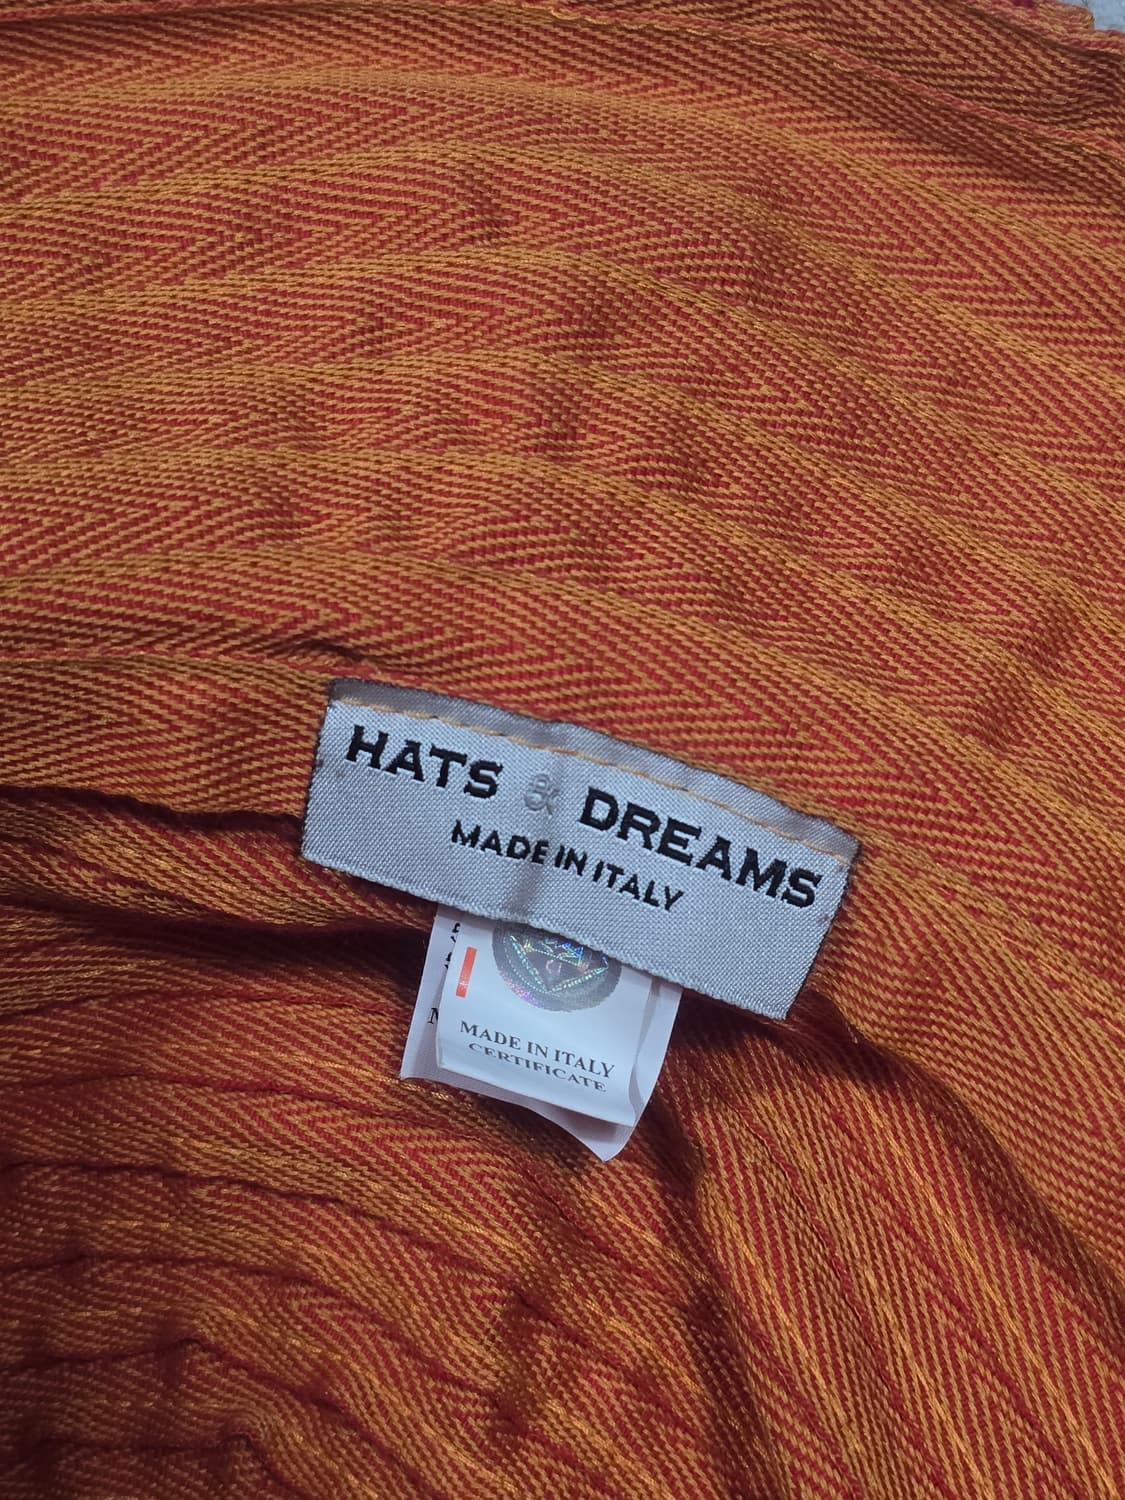 HATS & DREAMS
MADE IN ITALY
MADE IN ITALY
CERTIFICATE